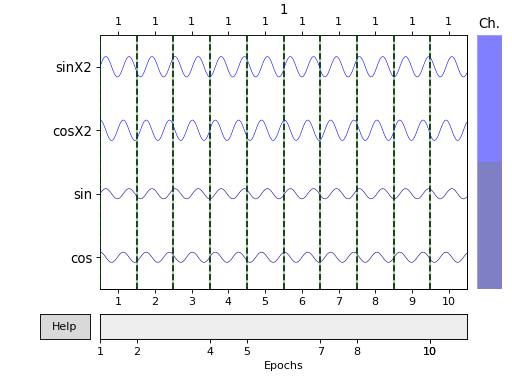 1
Ch.
1 1 1 1 1 1 1 1 1 1
sinX2
cosX2
sin
cos
1 2 3 4 5 6 7 8 9 10
Help
1 2 4 5 7 8 10
Epochs